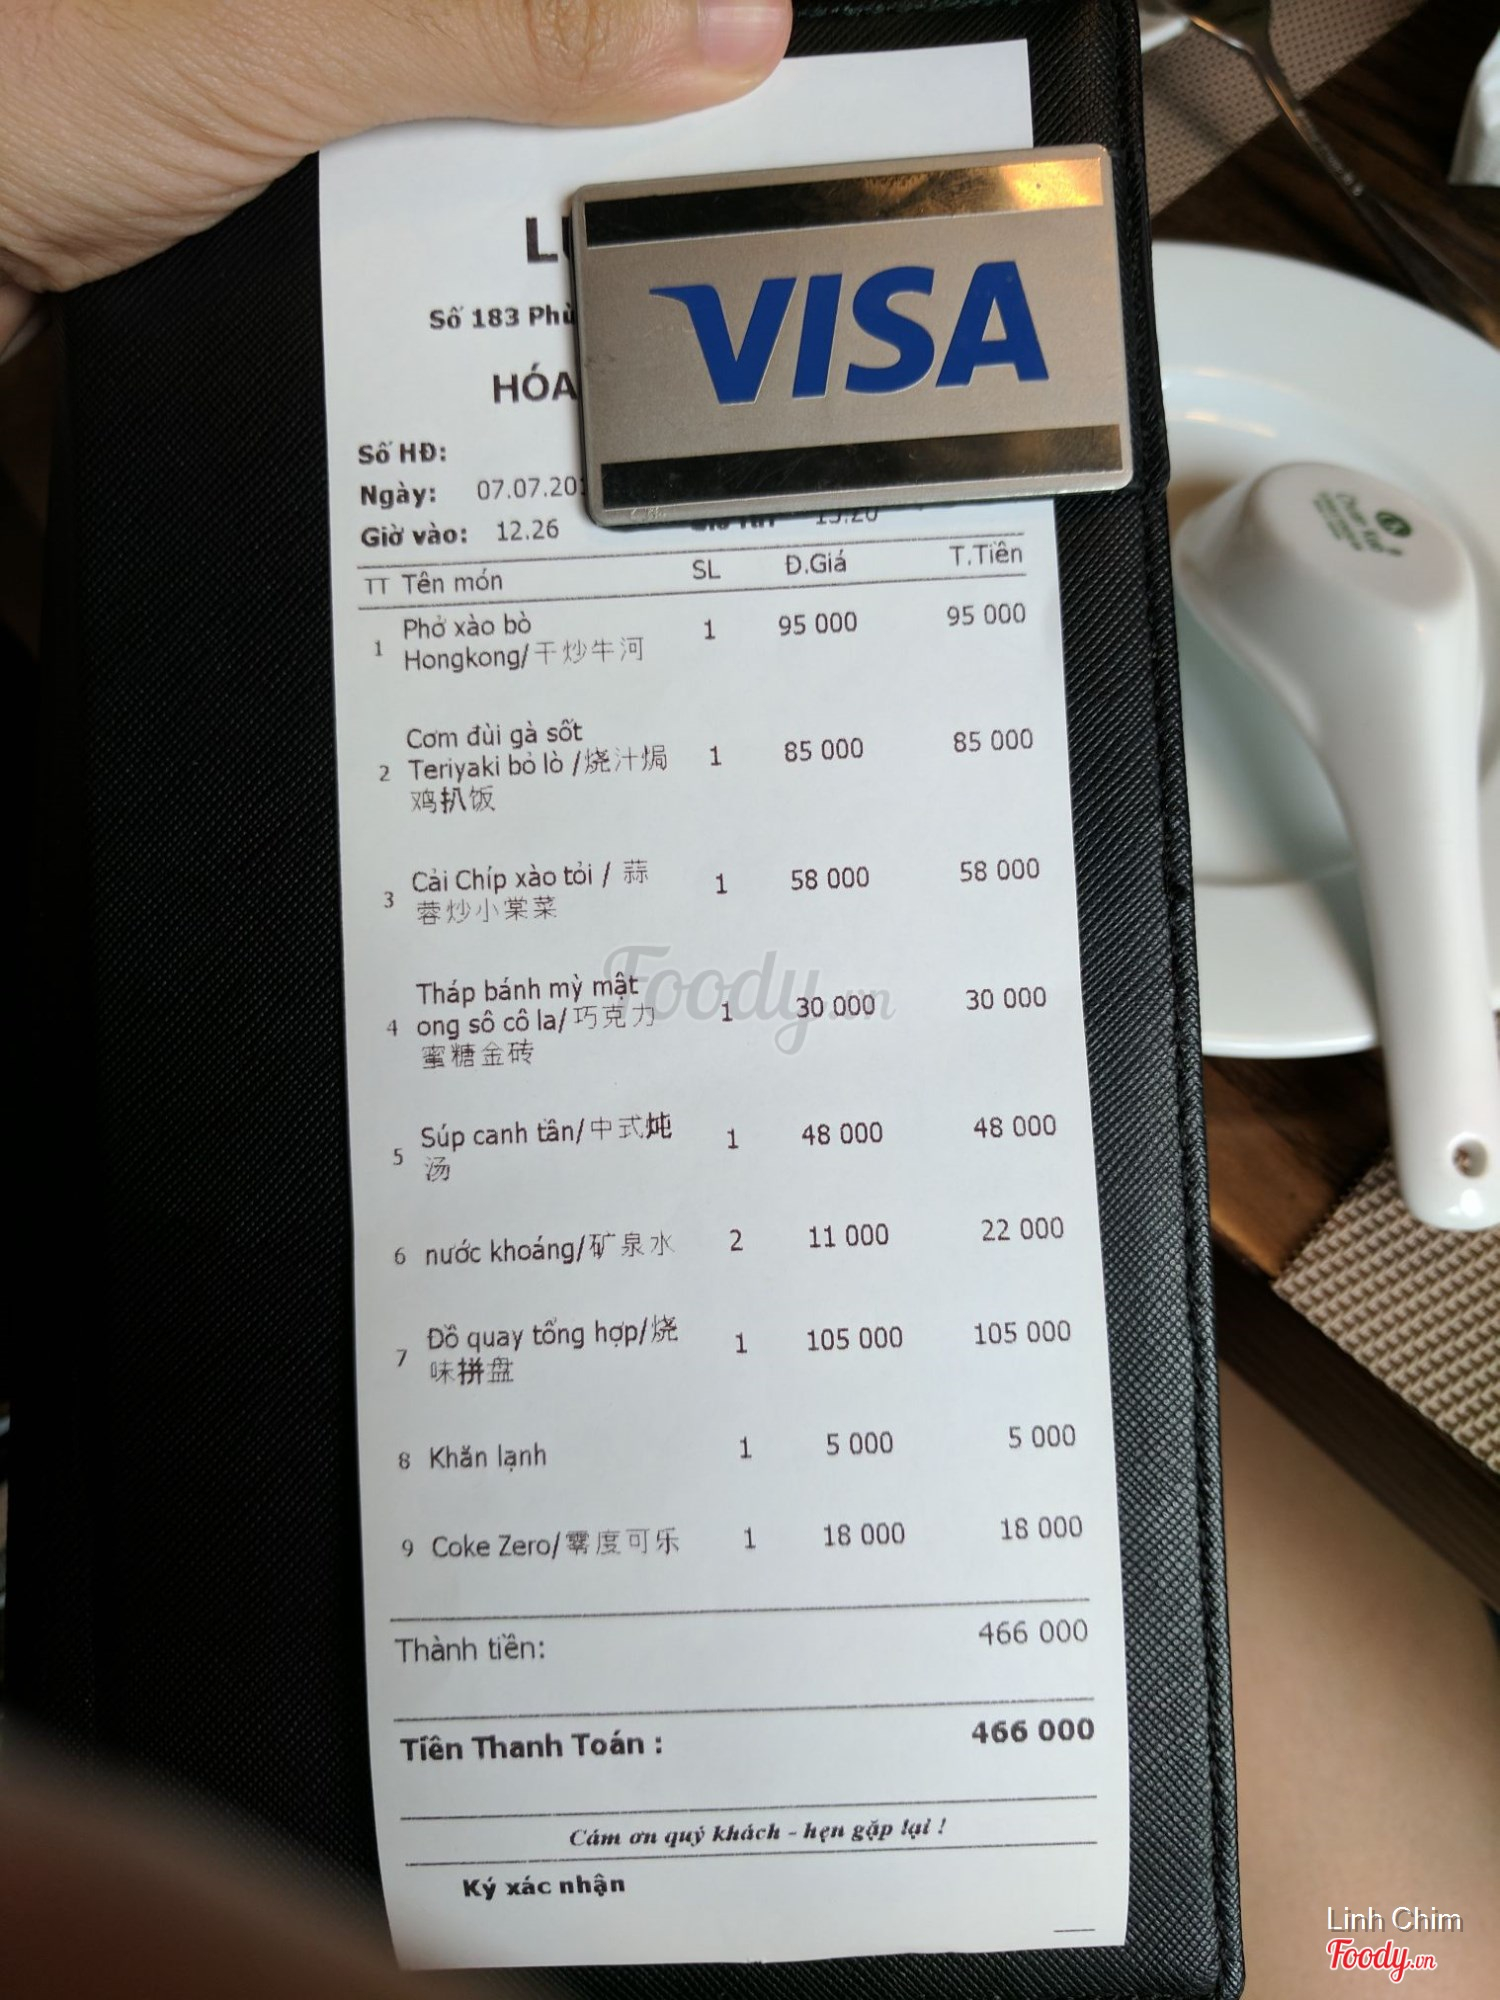 VISA
Số 183
Số HĐ:
Ngày: 07.07.20
Giờ vào: 12.26
TT Tên món SL Đ.Giá T.Tiền
1 Phở xào bò Hongkong/干炒牛河 1 95 000 95 000
2 Cơm đùi gà sốt
Teriyaki bỏ lò /烧汁焗
鸡扒饭 1 85 000 85 000
3 Cải Chíp xào tỏi / 蒜
蓉炒小棠菜 1 58 000 58 000
4 Tháp bánh mỳ mật
ong sô cô la/巧克力
蜜糖金砖 1 30 000 30 000
5 Súp canh tần/中式炖
汤 1 48 000 48 000
6 nước khoáng/矿泉水 2 11 000 22 000
7 Đồ quay tổng hợp/烧
味拼盘 1 105 000 105 000
8 Khăn lạnh 1 5 000 5 000
9 Coke Zero/零度可乐 1 18 000 18 000
Thành tiền: 466 000
Tiền Thanh Toán : 466 000
Cám ơn quý khách - hẹn gặp lại !
Ký xác nhận
Foody.vn
Linh Chim
Foody.vn